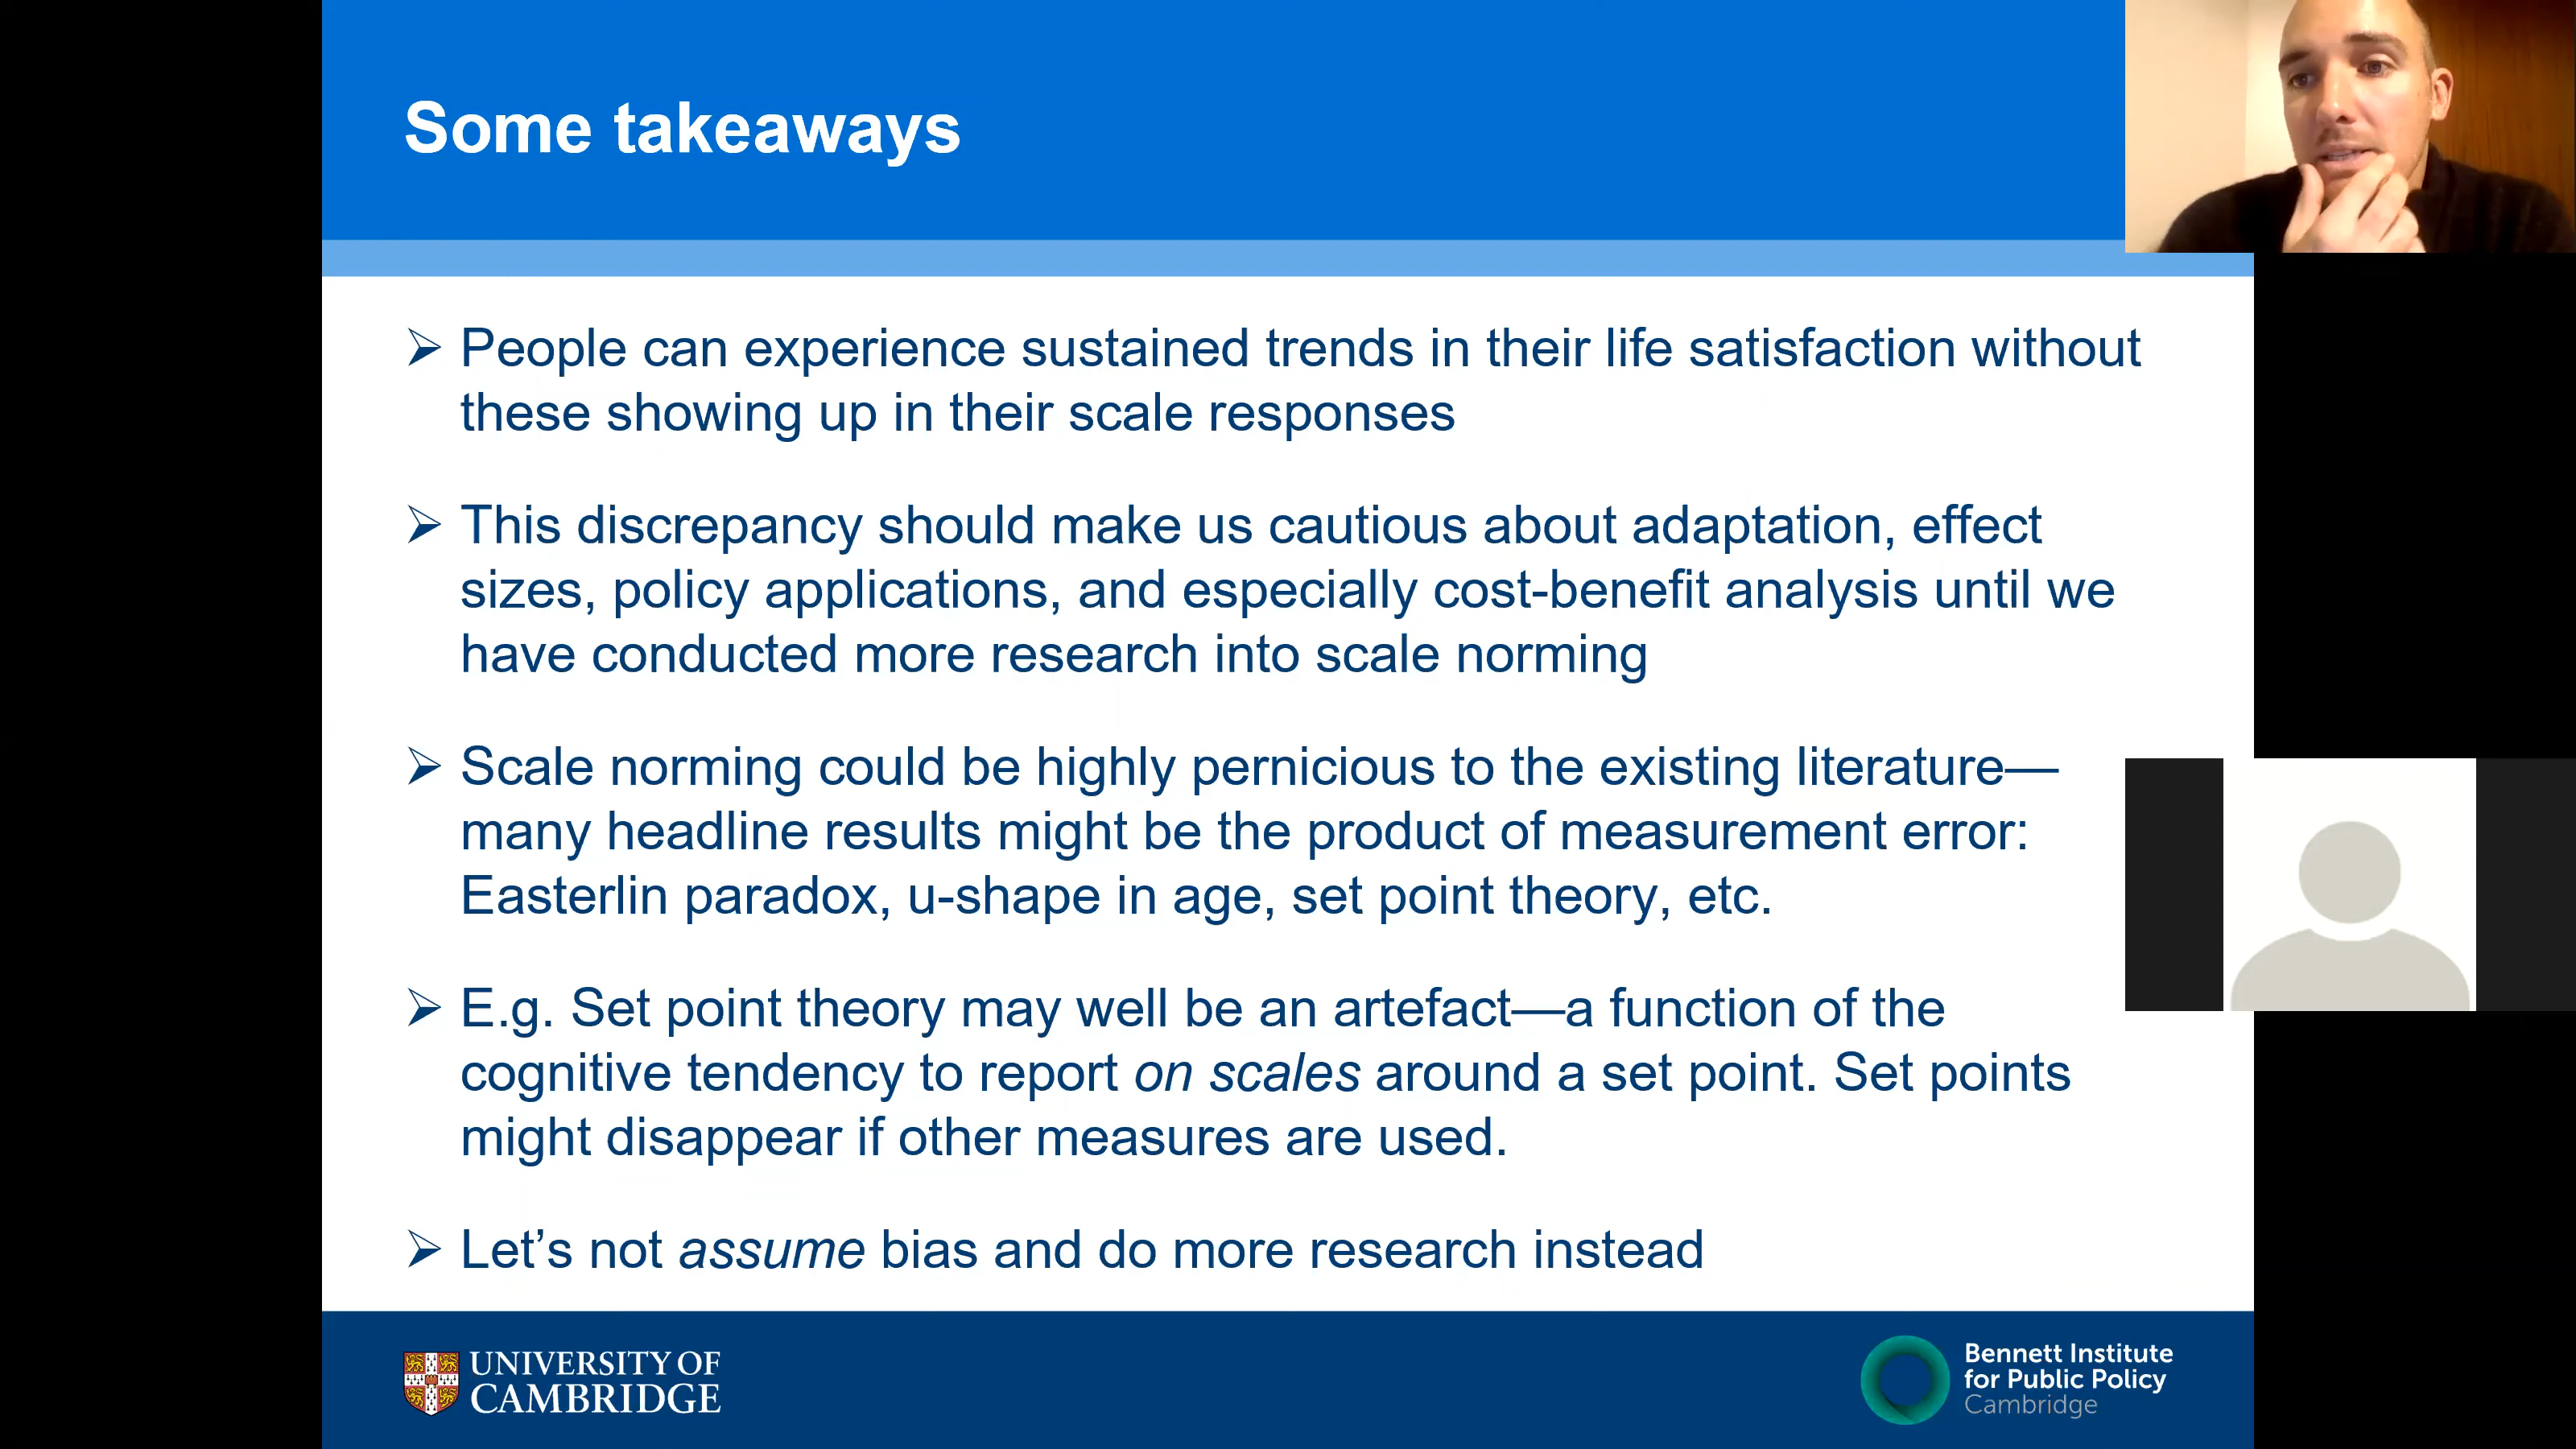 Some takeaways
➢ People can experience sustained trends in their life satisfaction without
these showing up in their scale responses
➢ This discrepancy should make us cautious about adaptation, effect
sizes, policy applications, and especially cost-benefit analysis until we
have conducted more research into scale norming
➢ Scale norming could be highly pernicious to the existing literature—
many headline results might be the product of measurement error:
Easterlin paradox, u-shape in age, set point theory, etc.
➢ E.g. Set point theory may well be an artefact—a function of the
cognitive tendency to report on scales around a set point. Set points
might disappear if other measures are used.
➢ Let’s not assume bias and do more research instead
UNIVERSITY OF
CAMBRIDGE
Bennett Institute
for Public Policy
Cambridge